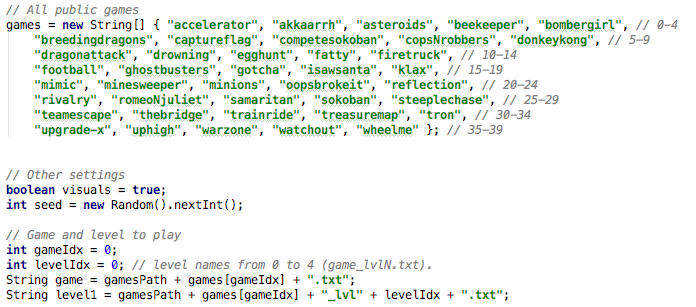 // All public games
games = new String[] { "accelerator", "akkaarrh", "asteroids", "beekeeper", "bombergirl", // 0-4
"breedingdragons", "captureflag", "competesokoban", "copsNrobbers", "donkeykong", // 5-9
"dragonattack", "drowning", "egghunt", "fatty", "firetruck", // 10-14
"football", "ghostbusters", "gotcha", "isawsanta", "klax", // 15-19
"mimic", "minesweeper", "minions", "oopsbrokeit", "reflection", // 20-24
"rivalry", "romeoNjuliet", "samaritan", "sokoban", "steeplechase", // 25-29
"teamescape", "thebridge", "trainride", "treasuremap", "tron", // 30-34
"upgrade-x", "uphigh", "warzone", "watchout", "wheelme" }; // 35-39
// Other settings
boolean visuals = true;
int seed = new Random().nextInt();
// Game and level to play
int gameIdx = 0;
int levelIdx = 0; // level names from 0 to 4 (game_lvlN.txt).
String game = gamesPath + games[gameIdx] + ".txt";
String level1 = gamesPath + games[gameIdx] + "_lvl" + levelIdx + ".txt";